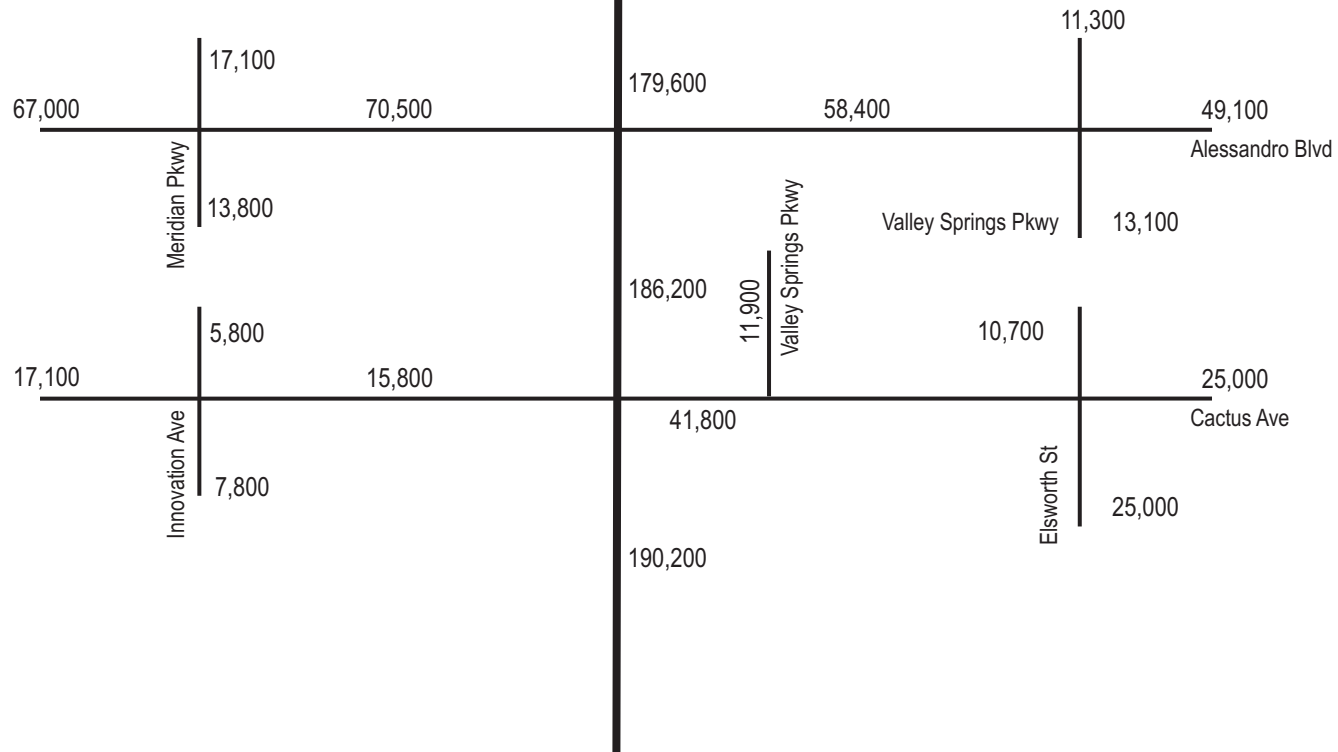 11,300
17,100
179,600
67,000
70,500
58,400
49,100
Alessandro Blvd
Meridian Pkwy
13,800
Valley Springs Pkwy
Valley Springs Pkwy
13,100
186,200
11,900
5,800
10,700
17,100
15,800
25,000
41,800
Cactus Ave
Innovation Ave
7,800
Elsworth St
25,000
190,200